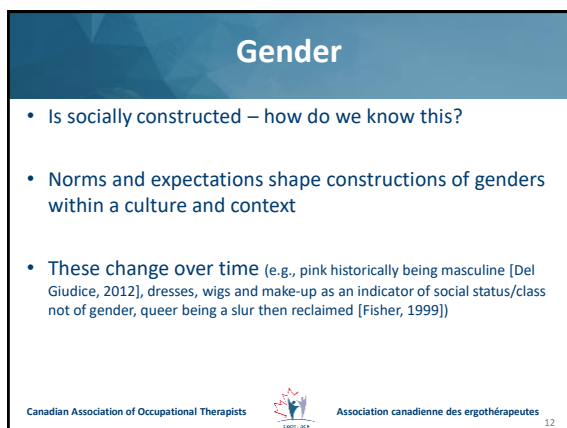 Gender
• Is socially constructed – how do we know this?
• Norms and expectations shape constructions of genders
within a culture and context
• These change over time (e.g., pink historically being masculine [Del
Giudice, 2012], dresses, wigs and make-up as an indicator of social status/class
not of gender, queer being a slur then reclaimed [Fisher, 1999])
Canadian Association of Occupational Therapists
Association canadienne des ergothérapeutes
12